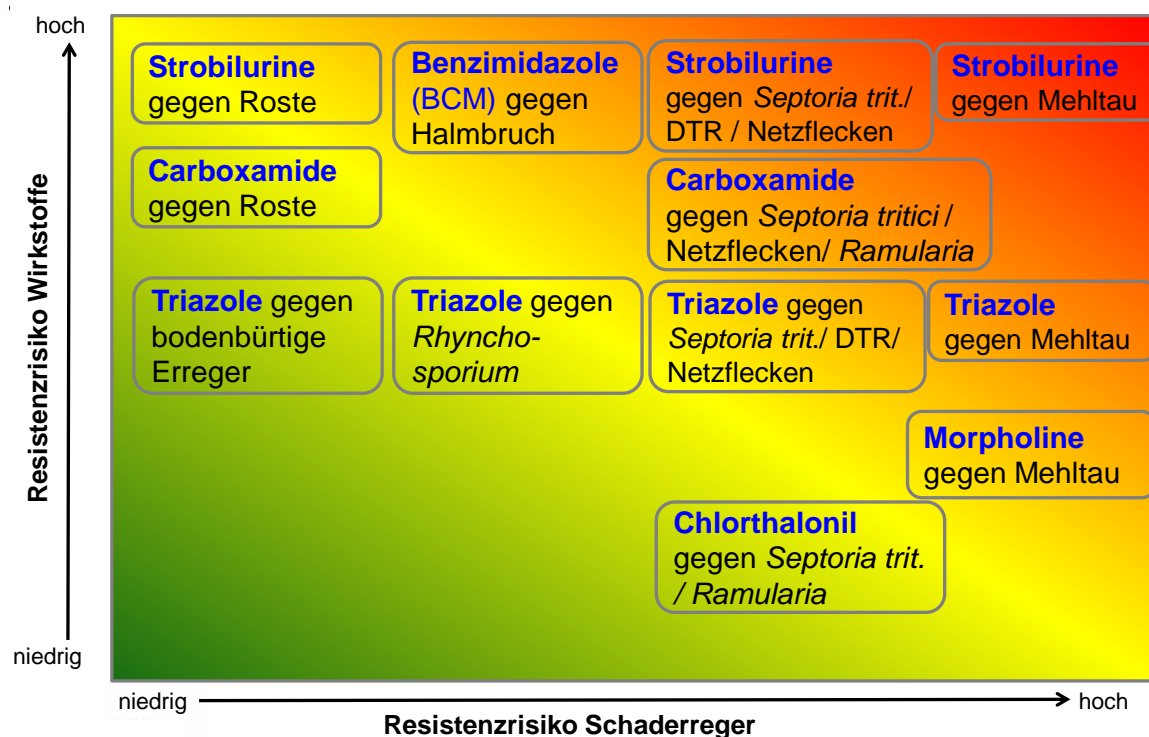 hoch
Resistenzrisiko Wirkstoffe
niedrig
Strobilurine
gegen Roste
Benzimidazole
(BCM) gegen
Halmbruch
Strobilurine
gegen Septoria trit./
DTR / Netzflecken
Strobilurine
gegen Mehltau
Carboxamide
gegen Roste
Carboxamide
gegen Septoria tritici /
Netzflecken/ Ramularia
Triazole gegen
bodenbürtige
Erreger
Triazole gegen
Rhyncho-
sporium
Triazole gegen
Septoria trit./ DTR/
Netzflecken
Triazole
gegen Mehltau
Morpholine
gegen Mehltau
Chlorthalonil
gegen Septoria trit.
/ Ramularia
niedrig
hoch
Resistenzrisiko Schaderreger